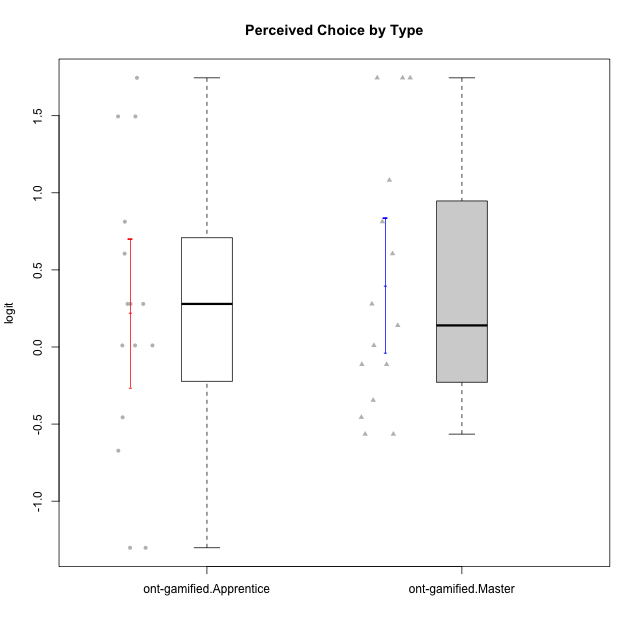 Perceived Choice by Type
logit
1.5
1.0
0.5
0.0
-0.5
-1.0
ont-gamified.Apprentice
ont-gamified.Master